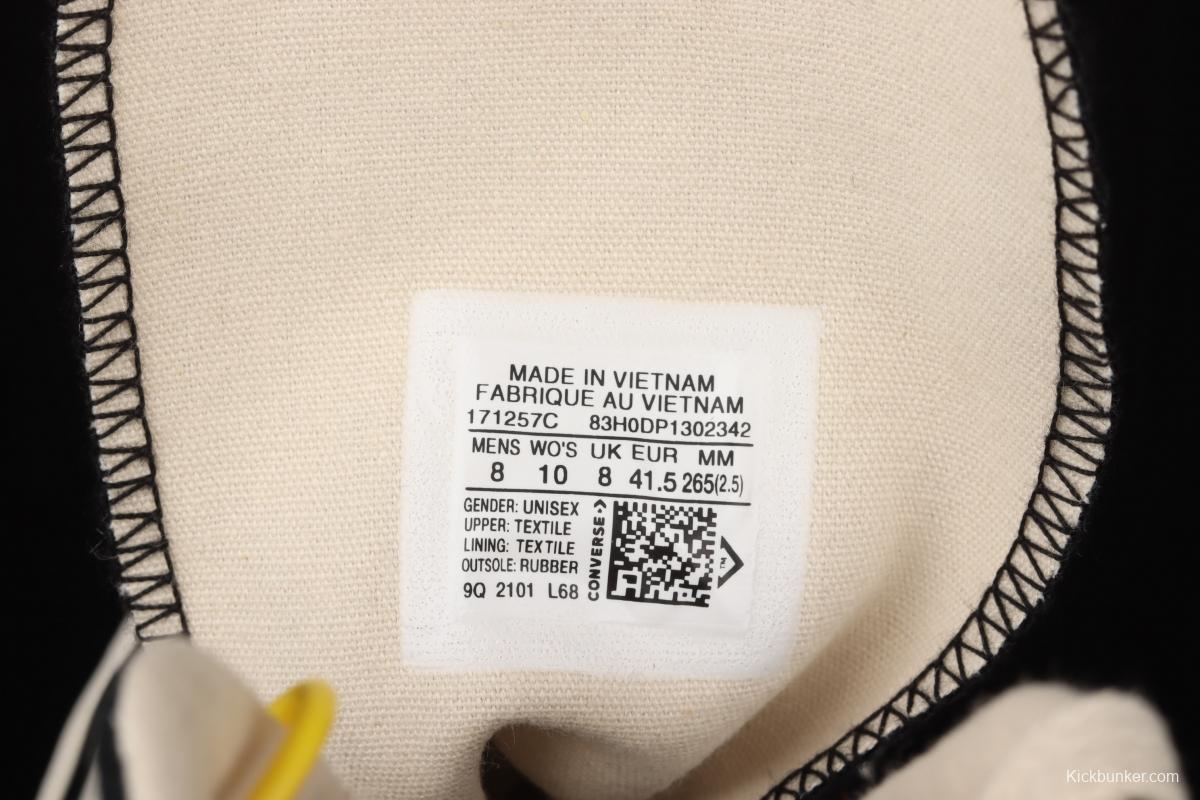 MADE IN VIETNAM
FABRIQUE AU VIETNAM
171257C 83H0DP1302342
MENS WO'S UK EUR MM
8 10 8 41.5 265(2.5)
GENDER: UNISEX
UPPER: TEXTILE
LINING: TEXTILE
OUTSOLE: RUBBER
9Q 2101 L68
CONVERSE
TM
Kickbunker.com